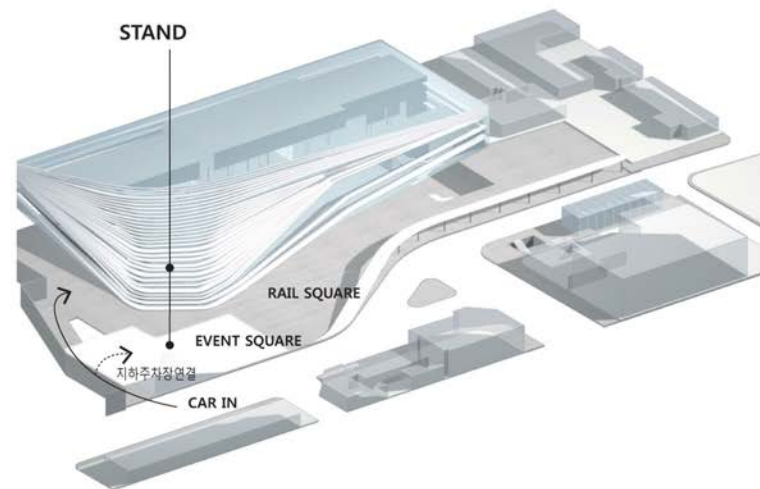 STAND
RAIL SQUARE
EVENT SQUARE
지하주차장연결
CAR IN